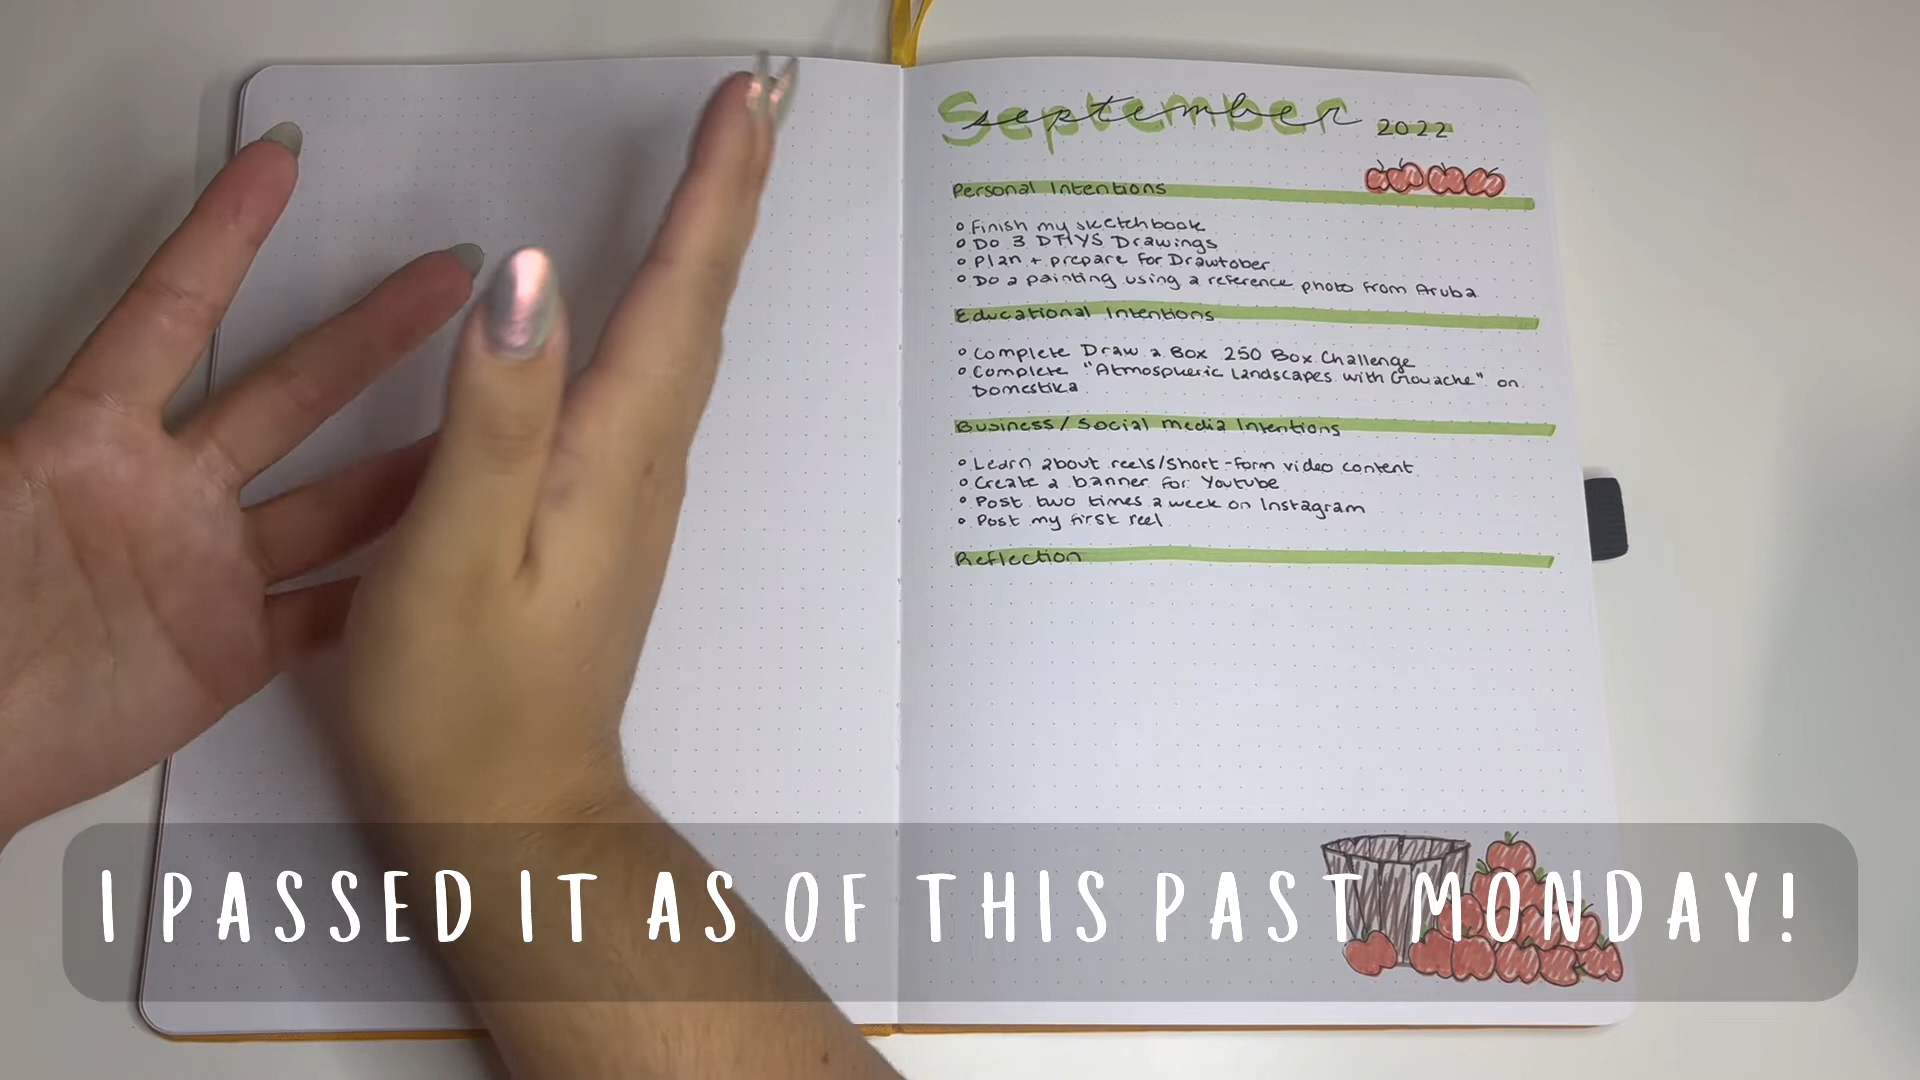 September
september 2022
Personal Intentions
Finish my sketchbook
Do 3 DTIYS Drawings
Plan + prepare for Drawtober
Do a painting using a reference photo from Aruba
Educational Intentions
Complete Draw a Box 250 Box Challenge
Complete "Atmospheric Landscapes with Gouache" on
Domestika
Business/Social Media Intentions
Learn about reels/short-form video content
Create a banner for Youtube
Post two times a week on Instagram
Post my first reel
Reflection
I PASSED IT AS OF THIS PAST MONDAY!